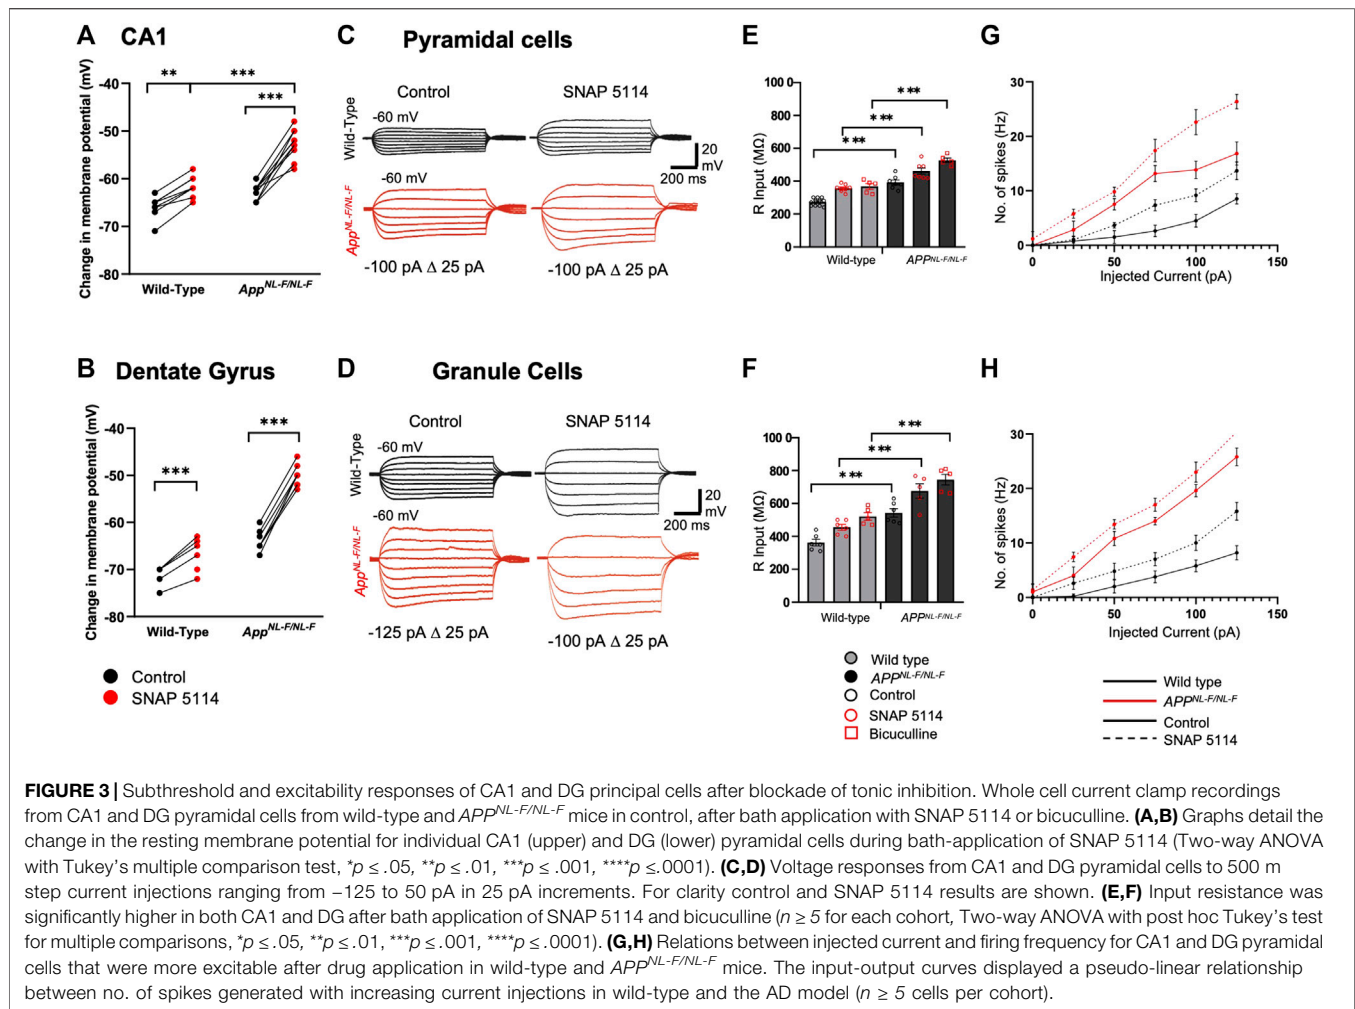 A CA1
Change in membrane potential (mV)
-40
-50
-60
-70
-80
** ***
***
Wild-Type App^NL-F/NL-F
C Pyramidal cells
Control SNAP 5114
Wild-Type
-60 mV
20
mV
200 ms
App^NL-F/NL-F
-60 mV
-100 pA Δ 25 pA -100 pA Δ 25 pA
E
R Input (MΩ)
100 0
800
600
400
200
0
***
***
***
Wild-type APP^NL-F/NL-F
G
No. of spikes (Hz)
30
20
10
0
0 50 100 150
Injected Current (pA)
B Dentate Gyrus
Change in membrane potential (mV)
-40
-50
-60
-70
-80
***
***
Wild-Type App^NL-F/NL-F
Control
SNAP 5114
D Granule Cells
Control SNAP 5114
Wild-Type
-60 mV
20
mV
200 ms
App^NL-F/NL-F
-60 mV
-125 pA Δ 25 pA -100 pA Δ 25 pA
F
R Input (MΩ)
100 0
800
600
400
200
0
***
***
***
Wild-type APP^NL-F/NL-F
Wild type
APP^NL-F/NL-F
Control
SNAP 5114
Bicuculline
H
No. of spikes (Hz)
30
20
10
0
0 50 100 150
Injected Current (pA)
Wild type
APP^NL-F/NL-F
Control
SNAP 5114
FIGURE 3 | Subthreshold and excitability responses of CA1 and DG principal cells after blockade of tonic inhibition. Whole cell current clamp recordings
from CA1 and DG pyramidal cells from wild-type and APP^NL-F/NL-F mice in control, after bath application with SNAP 5114 or bicuculline. (A,B) Graphs detail the
change in the resting membrane potential for individual CA1 (upper) and DG (lower) pyramidal cells during bath-application of SNAP 5114 (Two-way ANOVA
with Tukey's multiple comparison test, *p ≤ .05, **p ≤ .01, ***p ≤ .001, ****p ≤.0001). (C,D) Voltage responses from CA1 and DG pyramidal cells to 500 m
step current injections ranging from −125 to 50 pA in 25 pA increments. For clarity control and SNAP 5114 results are shown. (E,F) Input resistance was
significantly higher in both CA1 and DG after bath application of SNAP 5114 and bicuculline (n ≥ 5 for each cohort, Two-way ANOVA with post hoc Tukey's test
for multiple comparisons, *p ≤ .05, **p ≤ .01, ***p ≤ .001, ****p ≤ .0001). (G,H) Relations between injected current and firing frequency for CA1 and DG pyramidal
cells that were more excitable after drug application in wild-type and APP^NL-F/NL-F mice. The input-output curves displayed a pseudo-linear relationship
between no. of spikes generated with increasing current injections in wild-type and the AD model (n ≥ 5 cells per cohort).